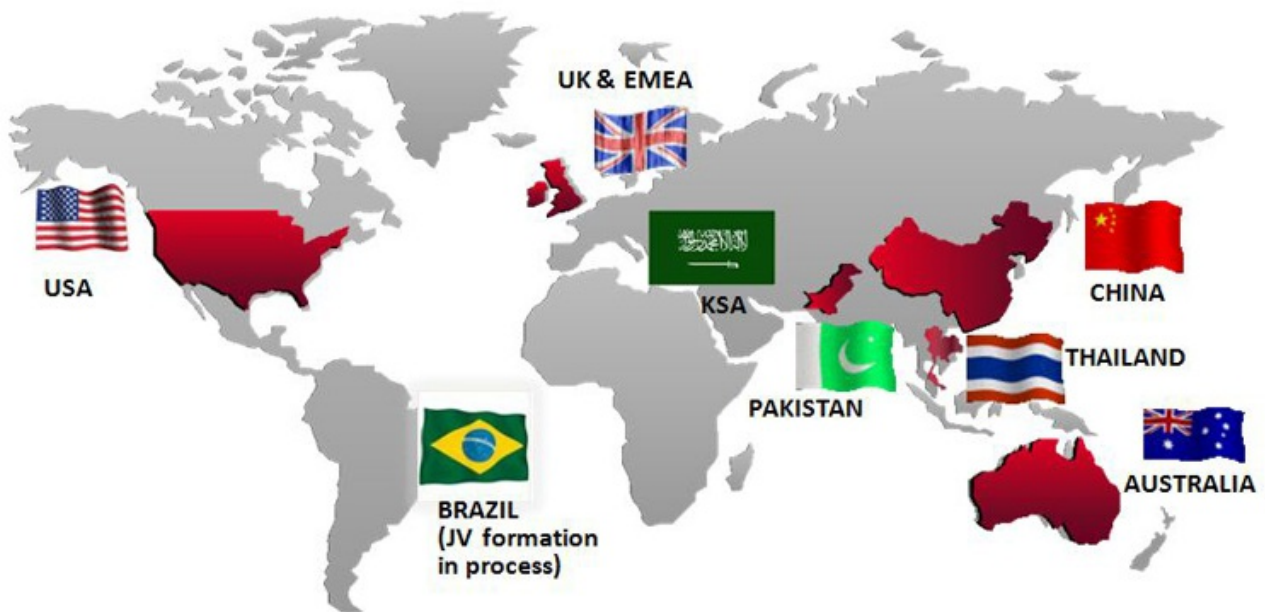 UK & EMEA
USA
KSA
CHINA
THAILAND
PAKISTAN
AUSTRALIA
BRAZIL
(JV formation
in process)